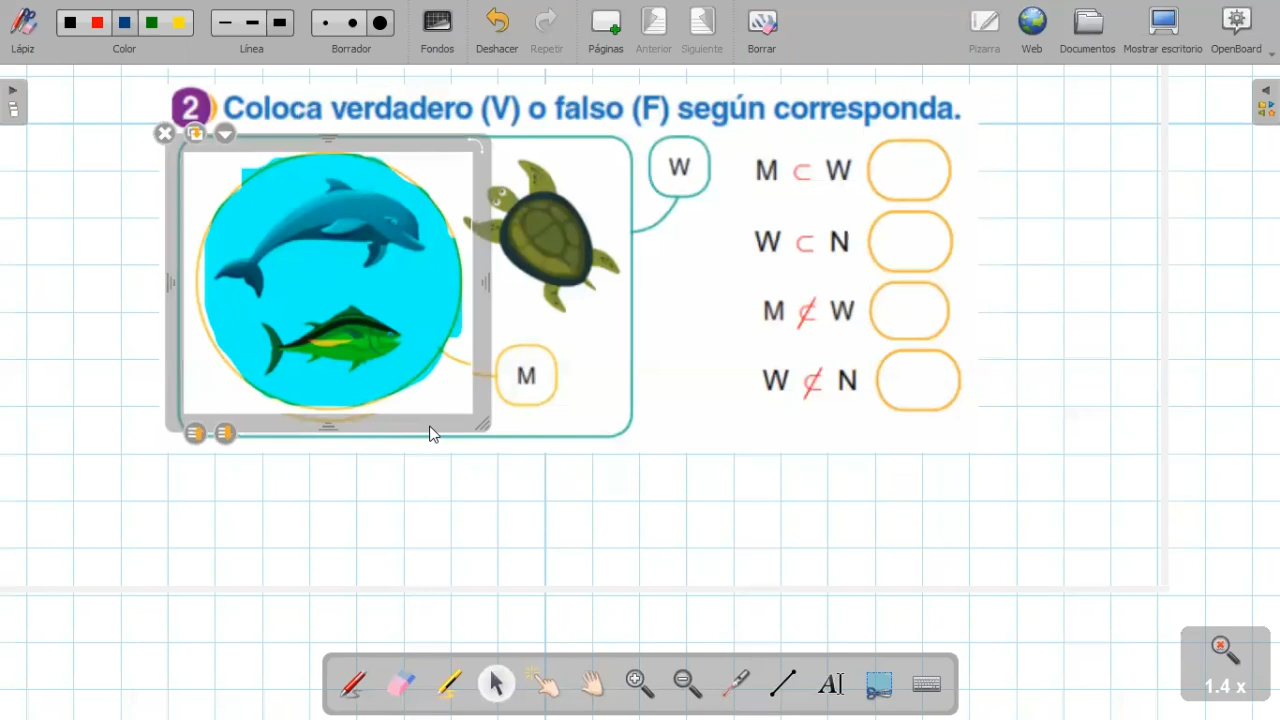 Lápiz Color Línea Borrador Fondos Deshacer Repetir Páginas Anterior Siguiente Borrar Pizarra Web Documentos Mostrar escritorio OpenBoard
2 Coloca verdadero (V) o falso (F) según corresponda.
W
M
M ⊂ W
W ⊂ N
M ⊄ W
W ⊄ N
AI
1.4 x